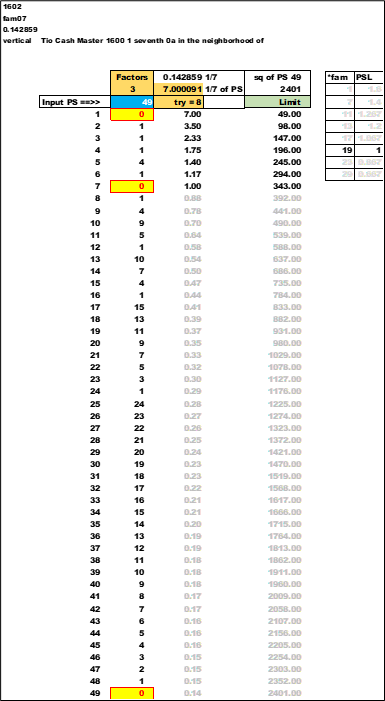 1602
fam07
0.142859
vertical Tio Cash Master 1600 1 seventh 0a in the neighborhood of
Factors 0.142859 1/7 sq of PS 49 *fam PSL
3 7.000091 1/7 of PS 2401 1 1.8
Input PS ==>> 49 try = 8 Limit 7 1.4
1 0 7.00 49.00 11 1.267
2 1 3.50 98.00 13 1.2
3 1 2.33 147.00 17 1.067
4 1 1.75 196.00 19 1
5 4 1.40 245.00 23 0.867
6 1 1.17 294.00 29 0.667
7 0 1.00 343.00
8 1 0.88 392.00
9 4 0.78 441.00
10 9 0.70 490.00
11 5 0.64 539.00
12 1 0.58 588.00
13 10 0.54 637.00
14 7 0.50 686.00
15 4 0.47 735.00
16 1 0.44 784.00
17 15 0.41 833.00
18 13 0.39 882.00
19 11 0.37 931.00
20 9 0.35 980.00
21 7 0.33 1029.00
22 5 0.32 1078.00
23 3 0.30 1127.00
24 1 0.29 1176.00
25 24 0.28 1225.00
26 23 0.27 1274.00
27 22 0.26 1323.00
28 21 0.25 1372.00
29 20 0.24 1421.00
30 19 0.23 1470.00
31 18 0.23 1519.00
32 17 0.22 1568.00
33 16 0.21 1617.00
34 15 0.21 1666.00
35 14 0.20 1715.00
36 13 0.19 1764.00
37 12 0.19 1813.00
38 11 0.18 1862.00
39 10 0.18 1911.00
40 9 0.18 1960.00
41 8 0.17 2009.00
42 7 0.17 2058.00
43 6 0.16 2107.00
44 5 0.16 2156.00
45 4 0.16 2205.00
46 3 0.15 2254.00
47 2 0.15 2303.00
48 1 0.15 2352.00
49 0 0.14 2401.00